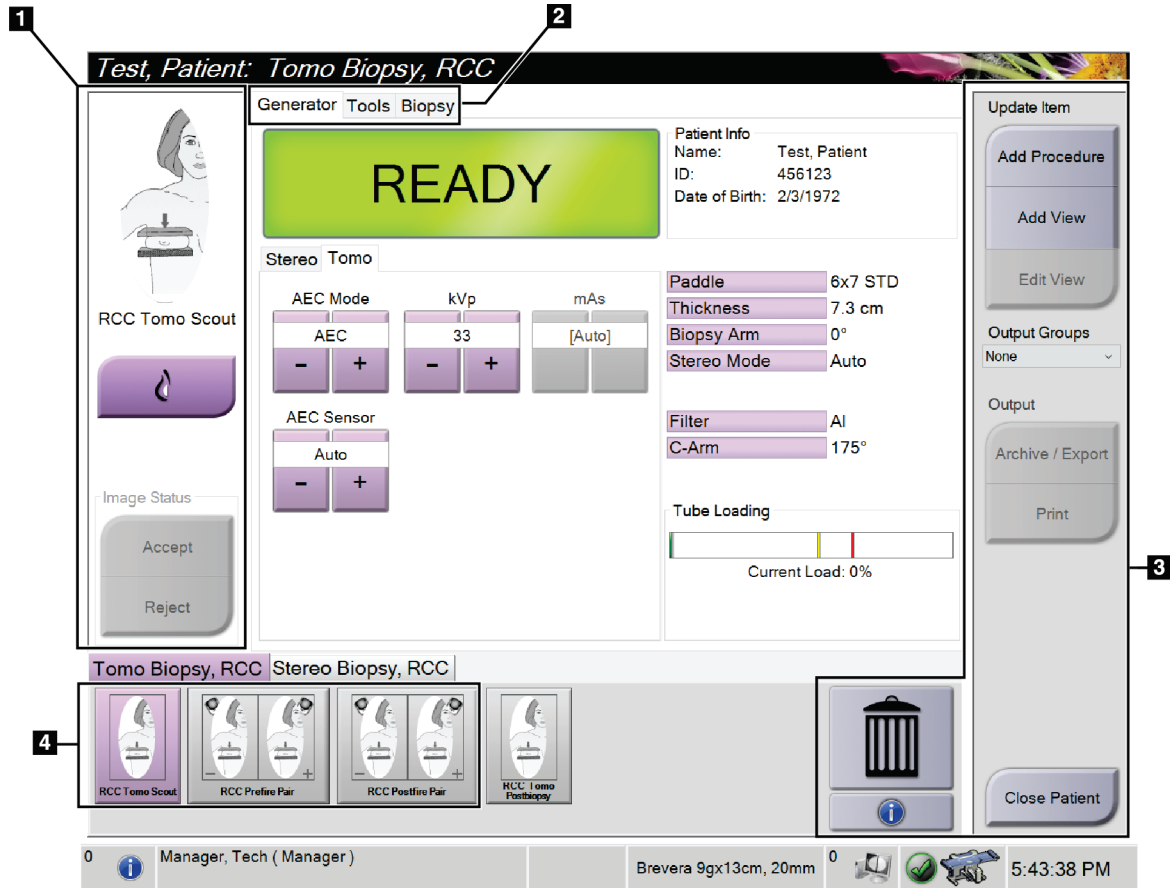 1
2
Test, Patient: Tomo Biopsy, RCC
Generator Tools Biopsy
READY
Patient Info
Name: Test, Patient
ID: 456123
Date of Birth: 2/3/1972
Update Item
Add Procedure
Add View
Edit View
Output Groups
None
Output
Archive / Export
Print
RCC Tomo Scout
Image Status
Accept
Reject
Stereo Tomo
AEC Mode kVp mAs
AEC 33 [Auto]
- + - +
AEC Sensor
Auto
- +
Paddle 6x7 STD
Thickness 7.3 cm
Biopsy Arm 0°
Stereo Mode Auto
Filter Al
C-Arm 175°
Tube Loading
Current Load: 0%
3
Tomo Biopsy, RCC Stereo Biopsy, RCC
4
- + - +
RCC Tomo Scout RCC Prefire Pair RCC Postfire Pair RCC Tomo
Postbiopsy
Close Patient
0 Manager, Tech ( Manager ) Brevera 9gx13cm, 20mm 0 5:43:38 PM